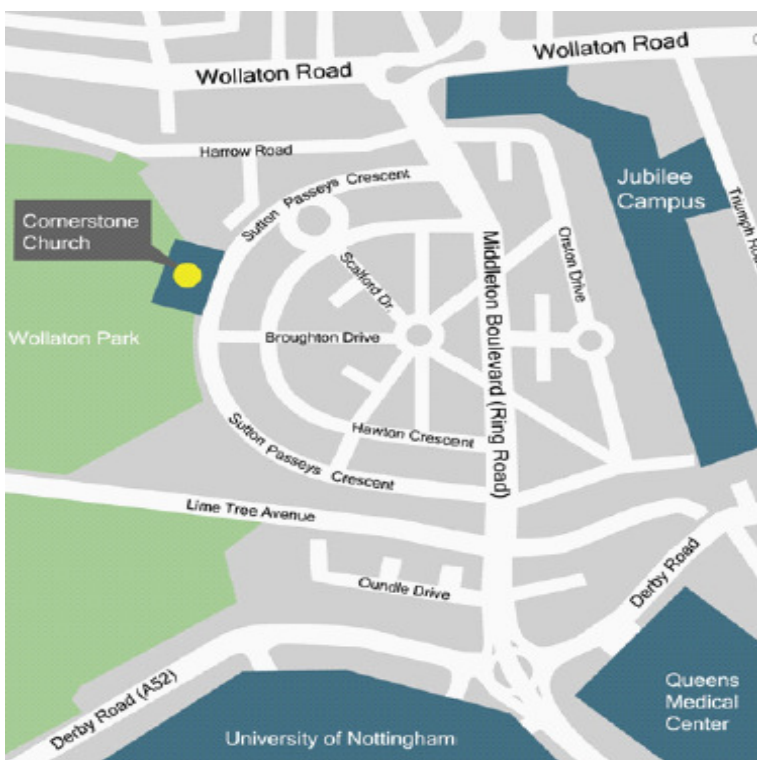 Wollaton Road
Wollaton Road
Harrow Road
Sutton Passeys Crescent
Jubilee
Campus
Cornerstone
Church
Triumph
Orston Drive
Scalford Dr.
Middleton Boulevard (Ring Road)
Wollaton Park
Broughton Drive
Hawton Crescent
Sutton Passeys Crescent
Lime Tree Avenue
Derby Road
Oundle Drive
Derby Road (A52)
Queens
Medical
Center
University of Nottingham